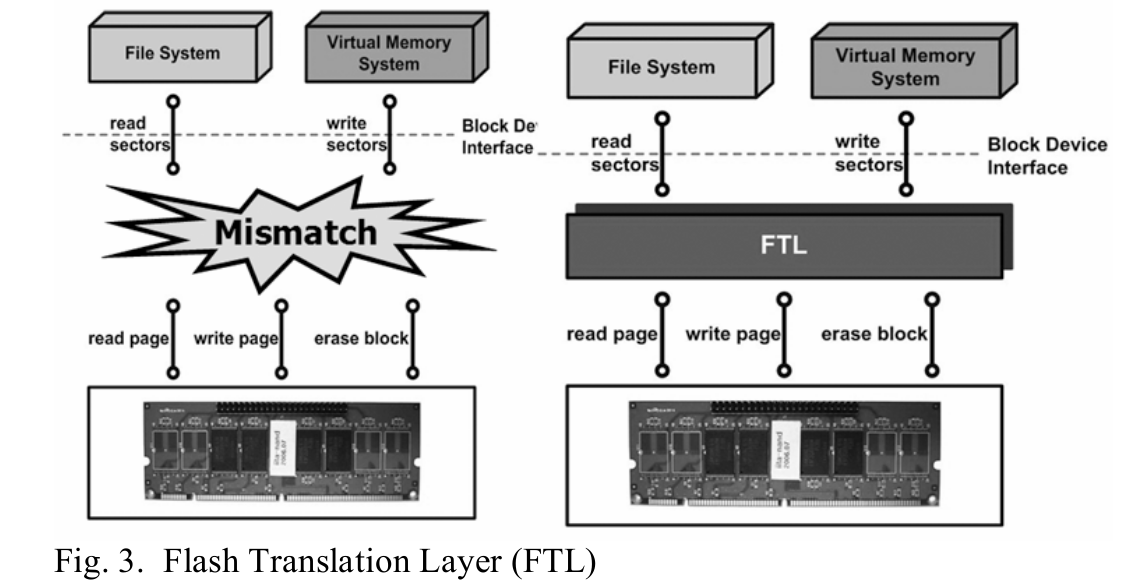 File System
Virtual Memory
System
read
sectors
write
sectors
Block De
Interface
Mismatch
read page
write page
erase block
File System
Virtual Memory
System
read
sectors
write
sectors
Block Device
Interface
FTL
read page
write page
erase block
Fig. 3. Flash Translation Layer (FTL)